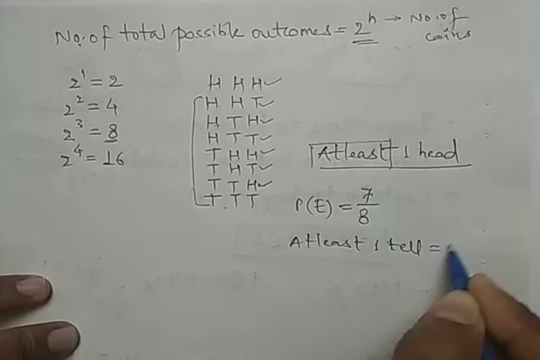 No. of total possible outcomes = 2^n → No. of coins
2^1 = 2
2^2 = 4
2^3 = 8
2^4 = 16
H H H ✓
H H T ✓
H T H ✓
H T T ✓
T H H ✓
T H T ✓
T T H ✓
T T T
Atleast 1 head
P(E) = 7/8
Atleast 1 tell =